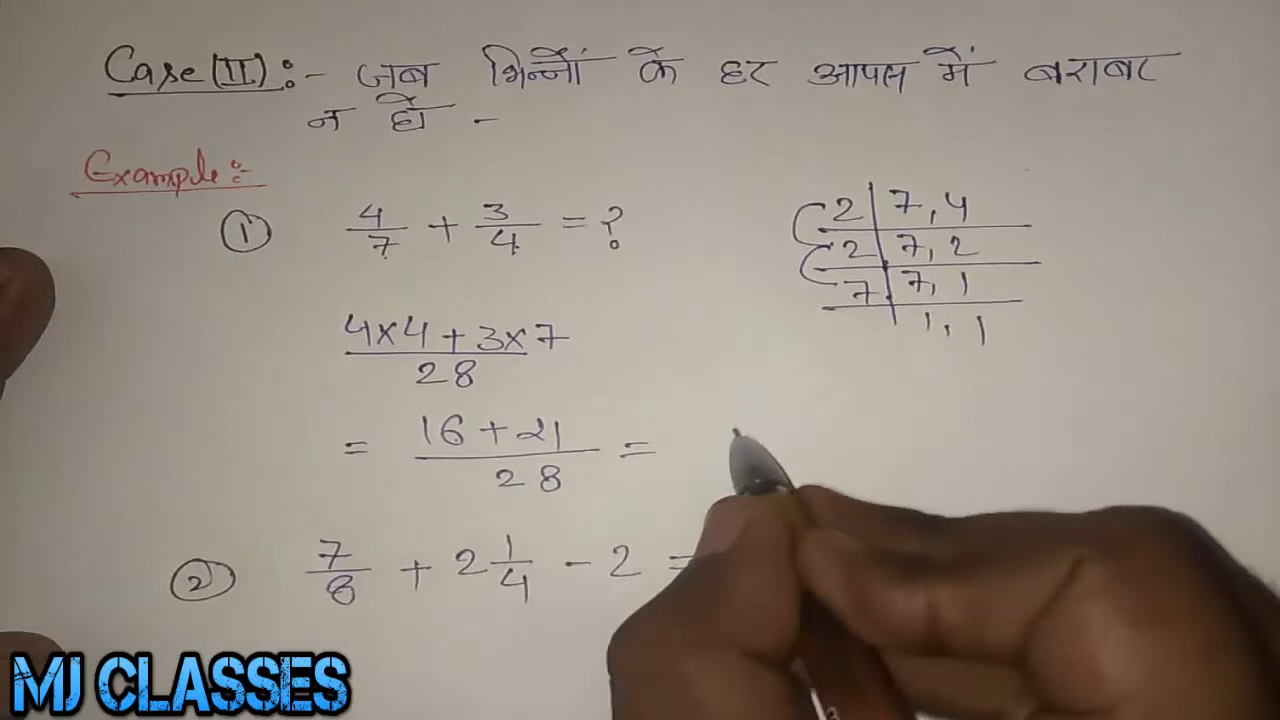 Case (II):- जब भिन्नों के हर आपस में बराबर
न हो -
Example:-
① 4/7 + 3/4 = ?
2 | 7, 4
2 | 7, 2
7 | 7, 1
1, 1
4×4 + 3×7 / 28
= 16 + 21 / 28 =
② 7/8 + 2 1/4 - 2 =
MJ CLASSES